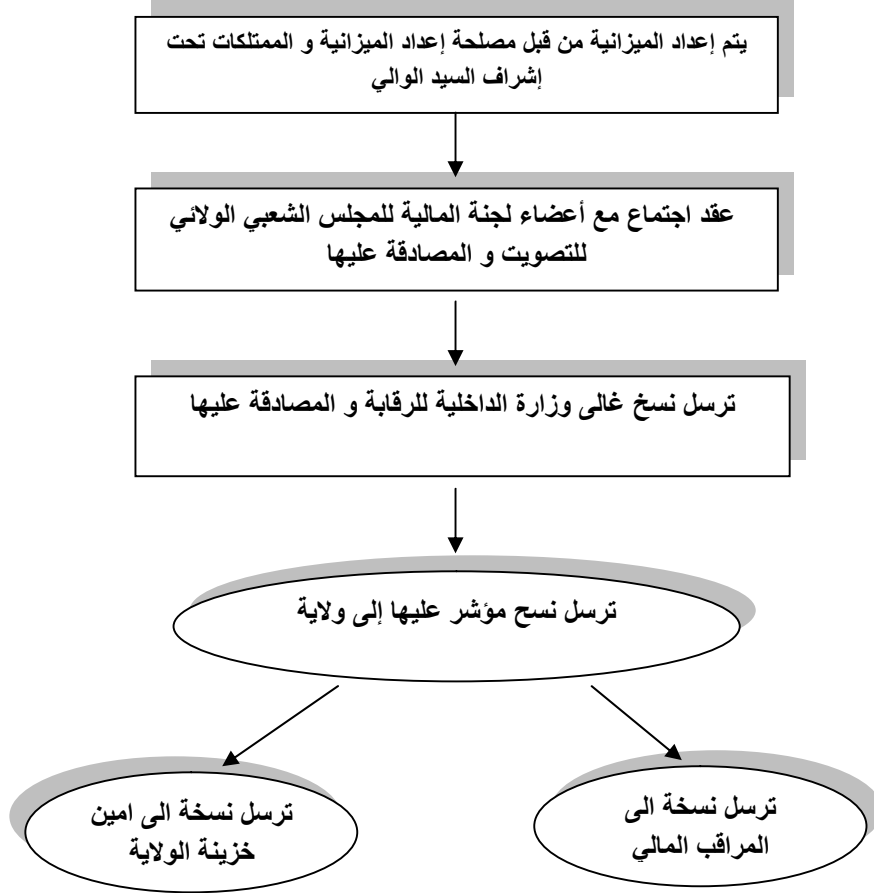 يتم إعداد الميزانية من قبل مصلحة إعداد الميزانية و الممتلكات تحت
إشراف السيد الوالي
عقد اجتماع مع أعضاء لجنة المالية للمجلس الشعبي الولائي
للتصويت و المصادقة عليها
ترسل نسخ غالى وزارة الداخلية للرقابة و المصادقة عليها
ترسل نسح مؤشر عليها إلى ولاية
ترسل نسخة الى
المراقب المالي
ترسل نسخة الى امين
خزينة الولاية